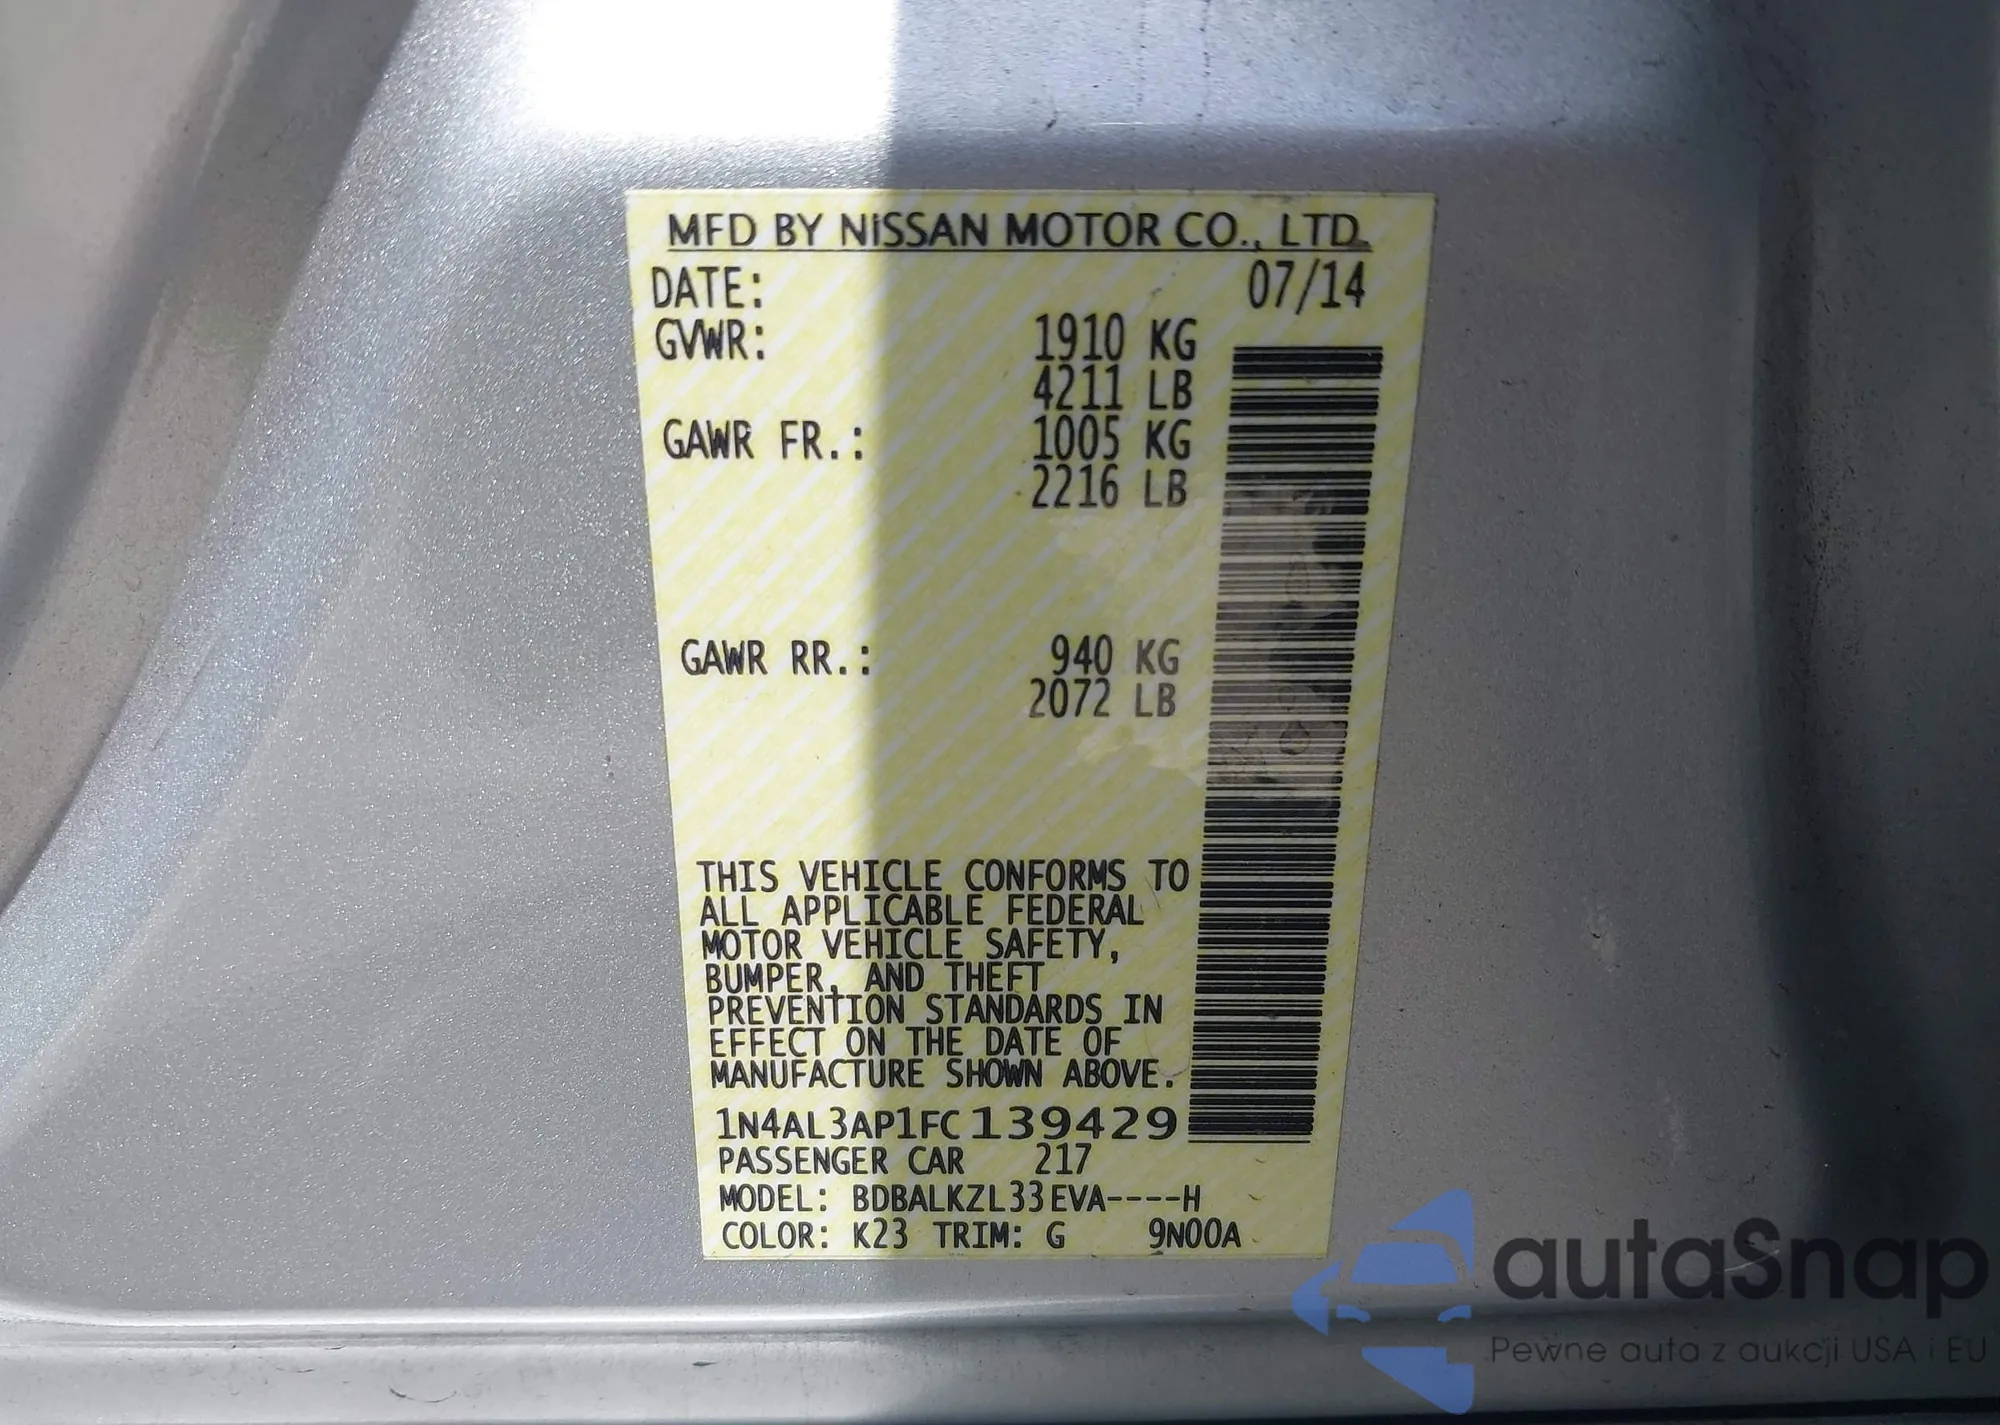 MFD BY NISSAN MOTOR CO., LTD.
DATE: 07/14
GVWR: 1910 KG
4211 LB
GAWR FR.: 1005 KG
2216 LB
GAWR RR.: 940 KG
2072 LB
THIS VEHICLE CONFORMS TO
ALL APPLICABLE FEDERAL
MOTOR VEHICLE SAFETY,
BUMPER, AND THEFT
PREVENTION STANDARDS IN
EFFECT ON THE DATE OF
MANUFACTURE SHOWN ABOVE.
1N4AL3AP1FC139429
PASSENGER CAR 217
MODEL: BDBALKZL33EVA----H
COLOR: K23 TRIM: G 9N00A
autaSnap
Pewne auta z aukcji USA i EU